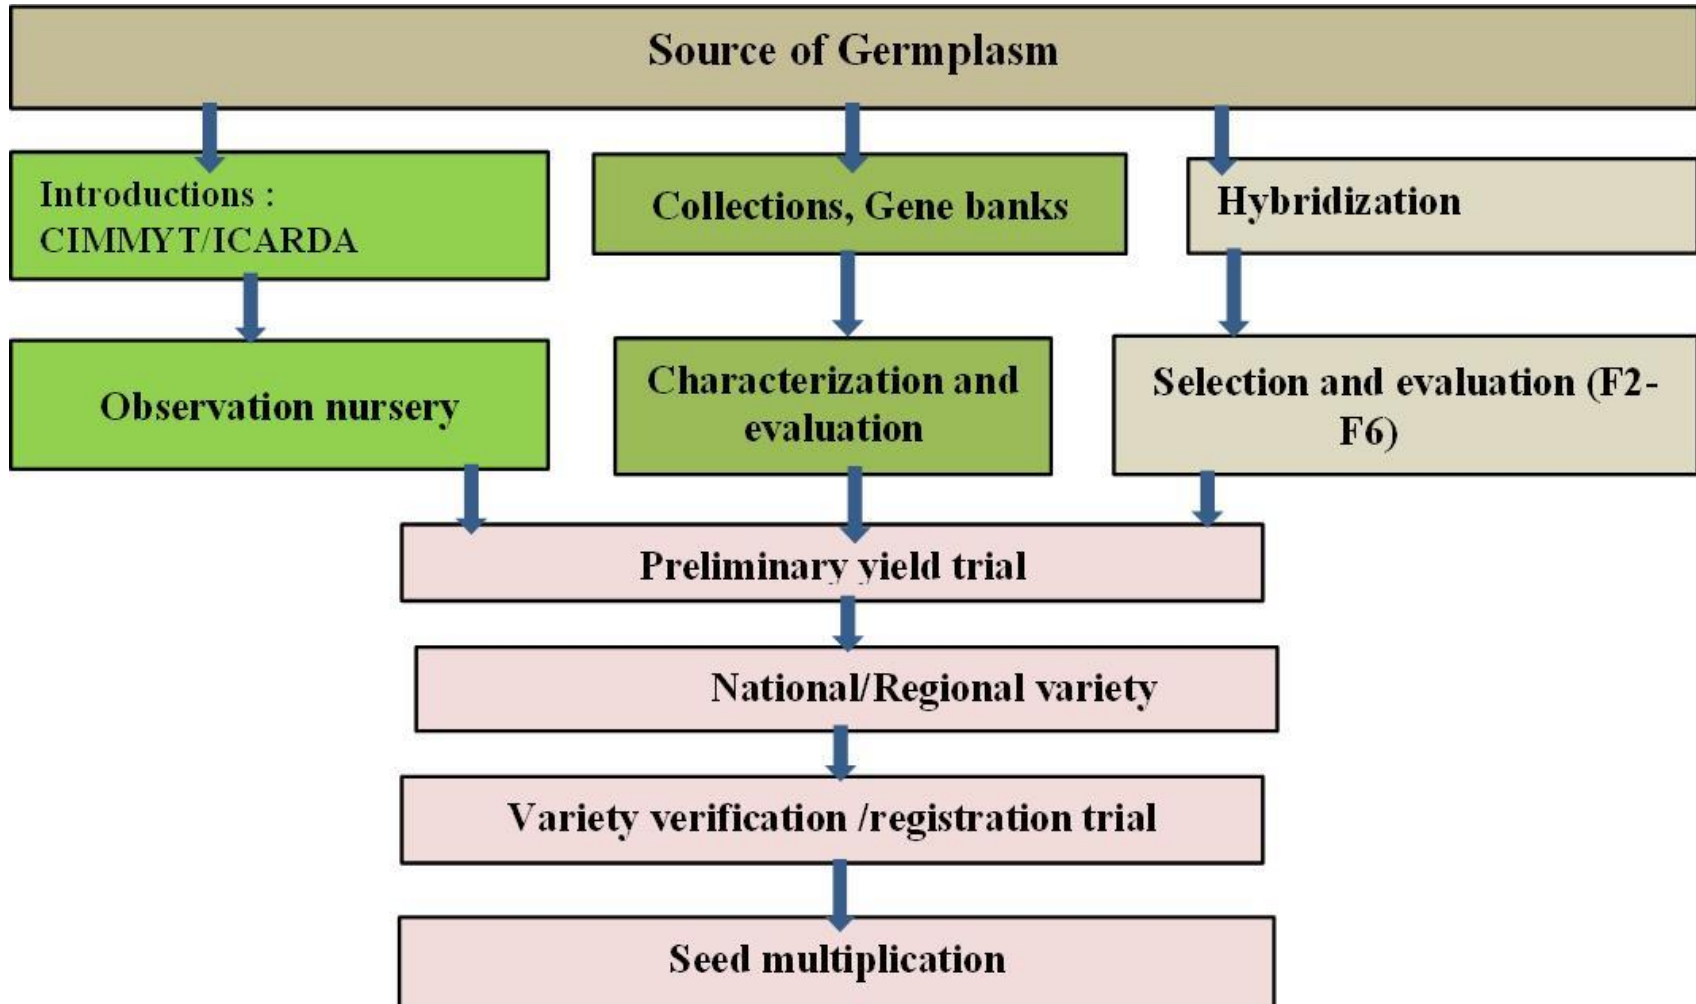 Source of Germplasm
Introductions :
CIMMYT/ICARDA
Collections, Gene banks
Hybridization
Observation nursery
Characterization and
evaluation
Selection and evaluation (F2-
F6)
Preliminary yield trial
National/Regional variety
Variety verification /registration trial
Seed multiplication